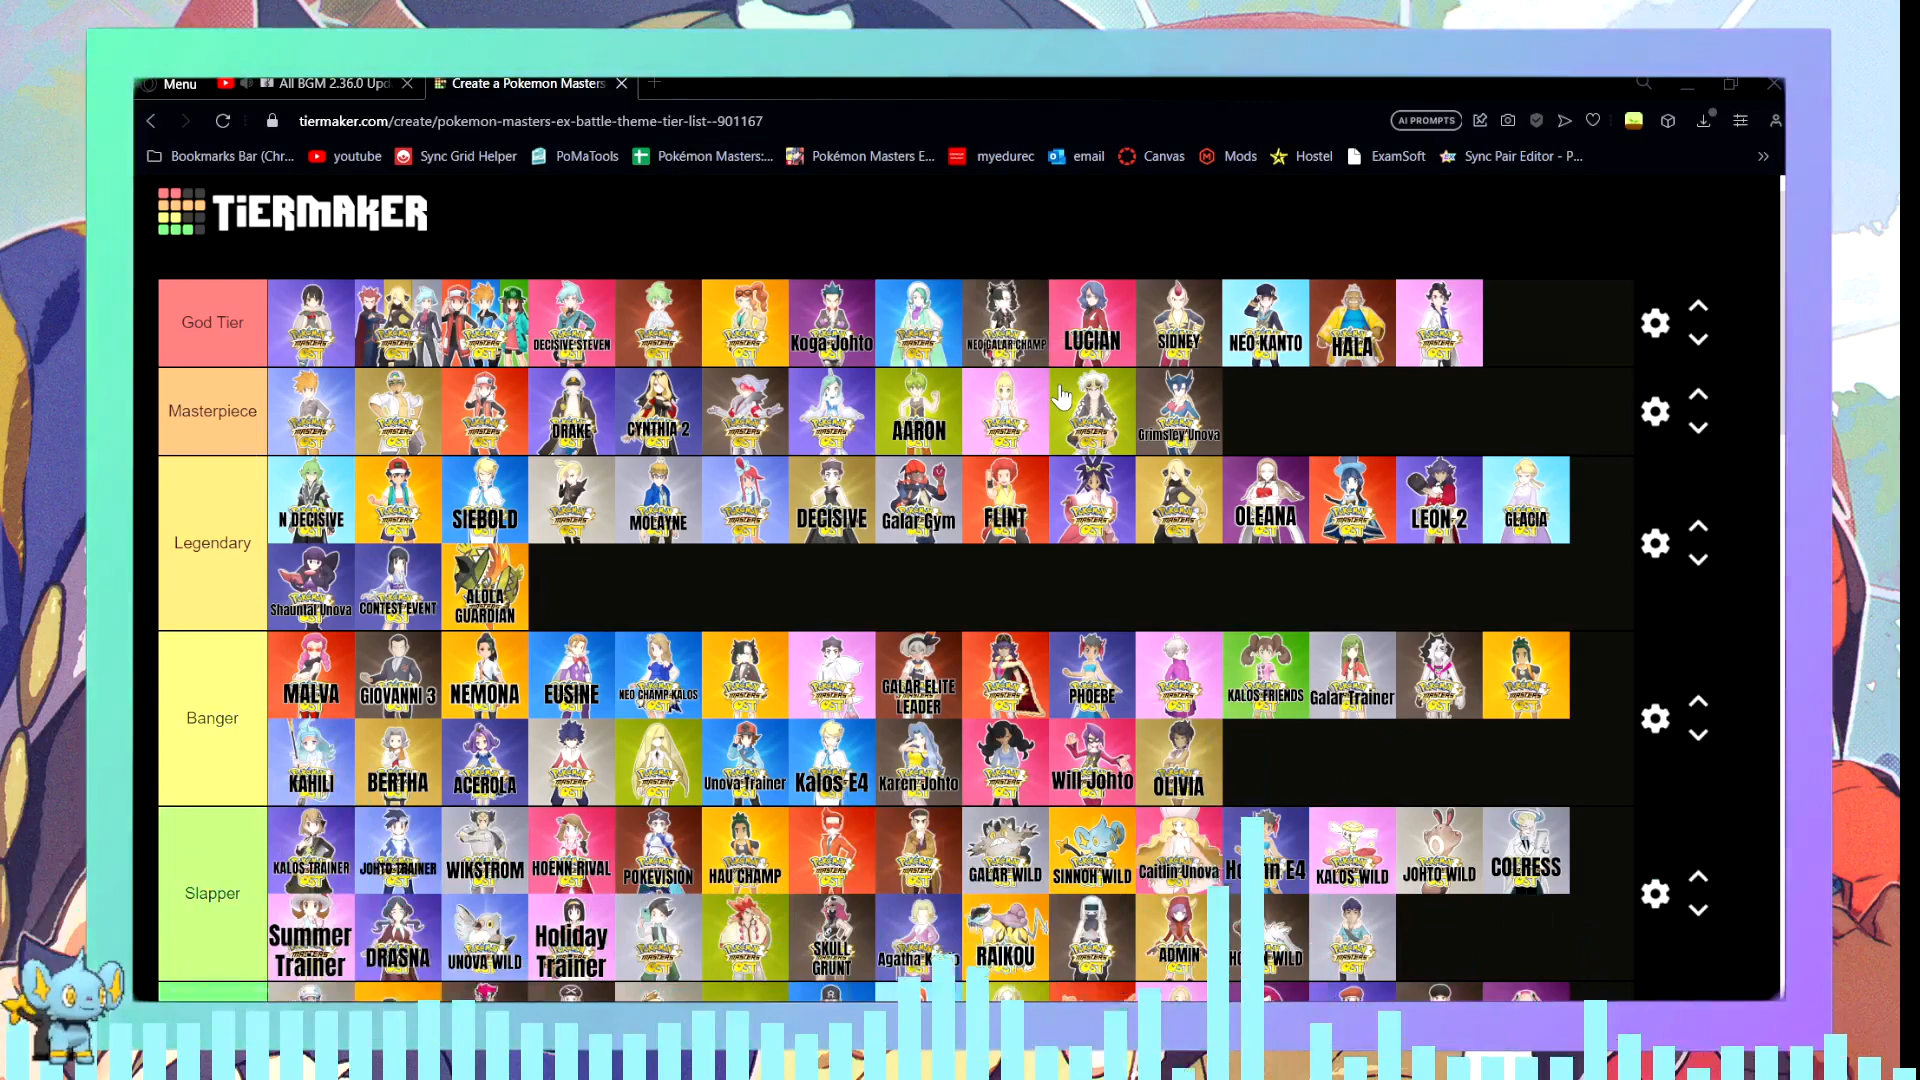 Menu
All BGM 2.36.0 Upd
Create a Pokemon Masters
tiermaker.com/create/pokemon-masters-ex-battle-theme-tier-list--901167
AI PROMPTS
Bookmarks Bar (Chr... youtube Sync Grid Helper PoMaTools Pokémon Masters:... Pokémon Masters E... myedurec email Canvas Mods Hostel ExamSoft Sync Pair Editor - P...
TiERMAKER
God Tier
DECISIVE STEVEN
Koga Johto
NEO GALAR CHAMP
LUCIAN
SIDNEY
NEO KANTO
HALA
Masterpiece
DRAKE
CYNTHIA 2
AARON
Grimsley Unova
Legendary
N DECISIVE
SIEBOLD
MOLAYNE
DECISIVE
Galar Gym
FLINT
OLEANA
LEON 2
GLACIA
Shauntal Unova
CONTEST EVENT
ALOLA
GUARDIAN
Banger
MALVA
GIOVANNI 3
NEMONA
EUSINE
NEO CHAMP KALOS
GALAR ELITE
LEADER
PHOEBE
KALOS FRIENDS
Galar Trainer
KAHILI
BERTHA
ACEROLA
Unova Trainer
Kalos E4
Karen Johto
Will Johto
OLIVIA
Slapper
KALOS TRAINER
JOHTO TRAINER
WIKSTROM
HOENN RIVAL
POKEVISION
HAU CHAMP
GALAR WILD
SINNOH WILD
Caitlin Unova
E4
KALOS WILD
JOHTO WILD
COLRESS
Summer
Trainer
DRASNA
UNOVA WILD
Holiday
Trainer
SKULL
GRUNT
Agatha
RAIKOU
ADMIN
WILD